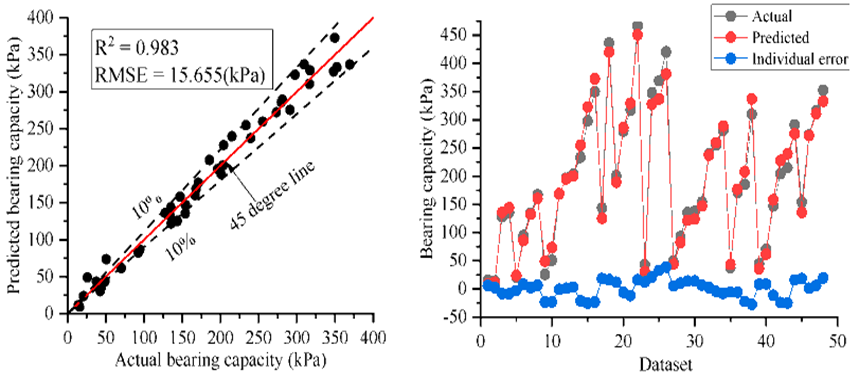 R² = 0.983
RMSE = 15.655(kPa)
400
350
300
250
200
150
100
50
0
Predicted bearing capacity (kPa)
10%
10%
45 degree line
0 50 100 150 200 250 300 350 400
Actual bearing capacity (kPa)
Actual
Predicted
Individual error
450
400
350
300
250
200
150
100
50
0
-50
Bearing capacity (kPa)
0 10 20 30 40 50
Dataset